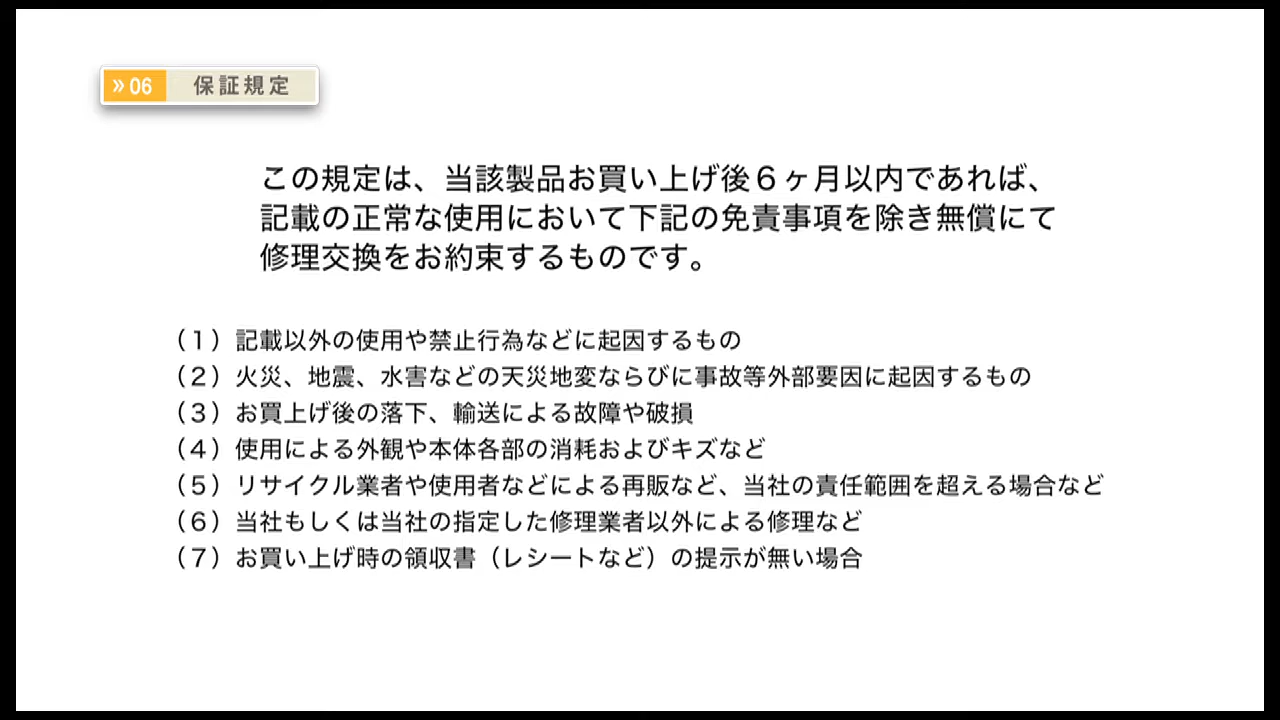 »06 保証規定
この規定は、当該製品お買い上げ後６ヶ月以内であれば、
記載の正常な使用において下記の免責事項を除き無償にて
修理交換をお約束するものです。
（１）記載以外の使用や禁止行為などに起因するもの
（２）火災、地震、水害などの天災地変ならびに事故等外部要因に起因するもの
（３）お買上げ後の落下、輸送による故障や破損
（４）使用による外観や本体各部の消耗およびキズなど
（５）リサイクル業者や使用者などによる再販など、当社の責任範囲を超える場合など
（６）当社もしくは当社の指定した修理業者以外による修理など
（７）お買い上げ時の領収書（レシートなど）の提示が無い場合